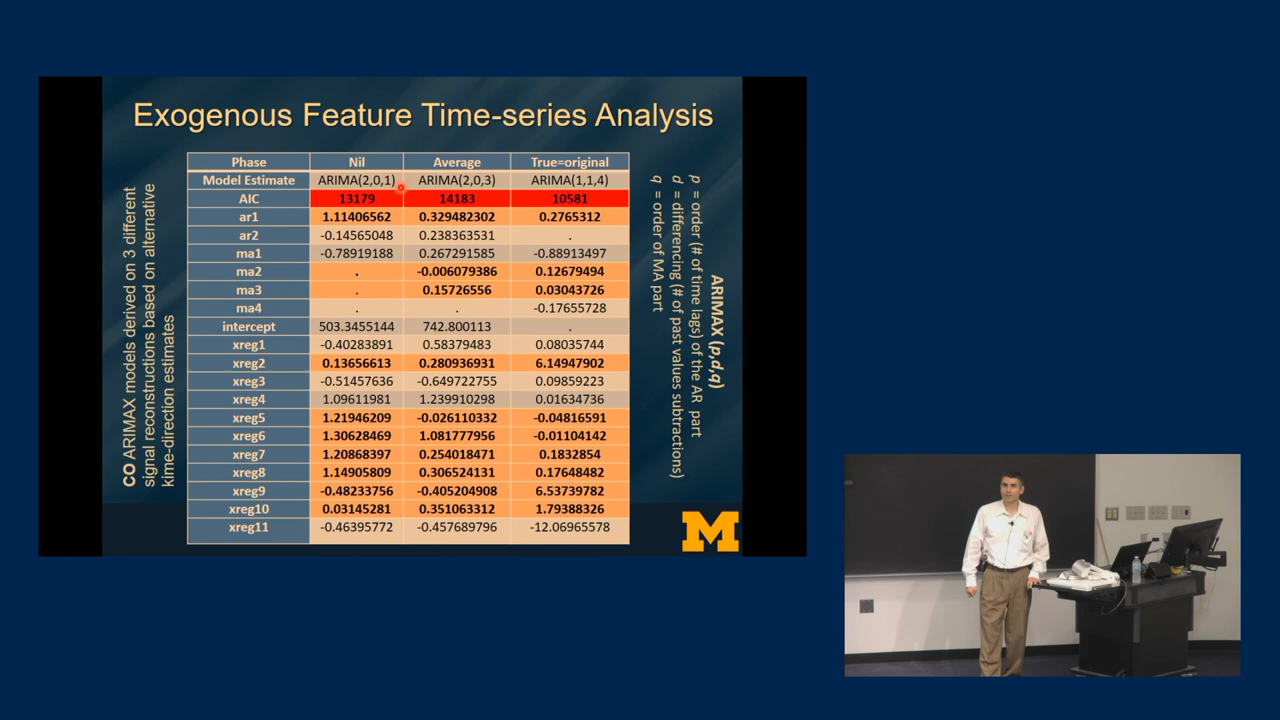 Exogenous Feature Time-series Analysis
CO ARIMAX models derived on 3 different
signal reconstructions based on alternative
kime-direction estimates
Phase Nil Average True=original
Model Estimate ARIMA(2,0,1) ARIMA(2,0,3) ARIMA(1,1,4)
AIC 13179 14183 10581
ar1 1.11406562 0.329482302 0.2765312
ar2 -0.14565048 0.238363531 .
ma1 -0.78919188 0.267291585 -0.88913497
ma2 . -0.006079386 0.12679494
ma3 . 0.15726556 0.03043726
ma4 . . -0.17655728
intercept 503.3455144 742.800113 .
xreg1 -0.40283891 0.58379483 0.08035744
xreg2 0.13656613 0.280936931 6.14947902
xreg3 -0.51457636 -0.649722755 0.09859223
xreg4 1.09611981 1.239910298 0.01634736
xreg5 1.21946209 -0.026110332 -0.04816591
xreg6 1.30628469 1.081777956 -0.01104142
xreg7 1.20868397 0.254018471 0.1832854
xreg8 1.14905809 0.306524131 0.17648482
xreg9 -0.48233756 -0.405204908 6.53739782
xreg10 0.03145281 0.351063312 1.79388326
xreg11 -0.46395772 -0.457689796 -12.06965578
ARIMAX (p,d,q)
p = order (# of time lags) of the AR part
d = differencing (# of past values subtractions)
q = order of MA part
M